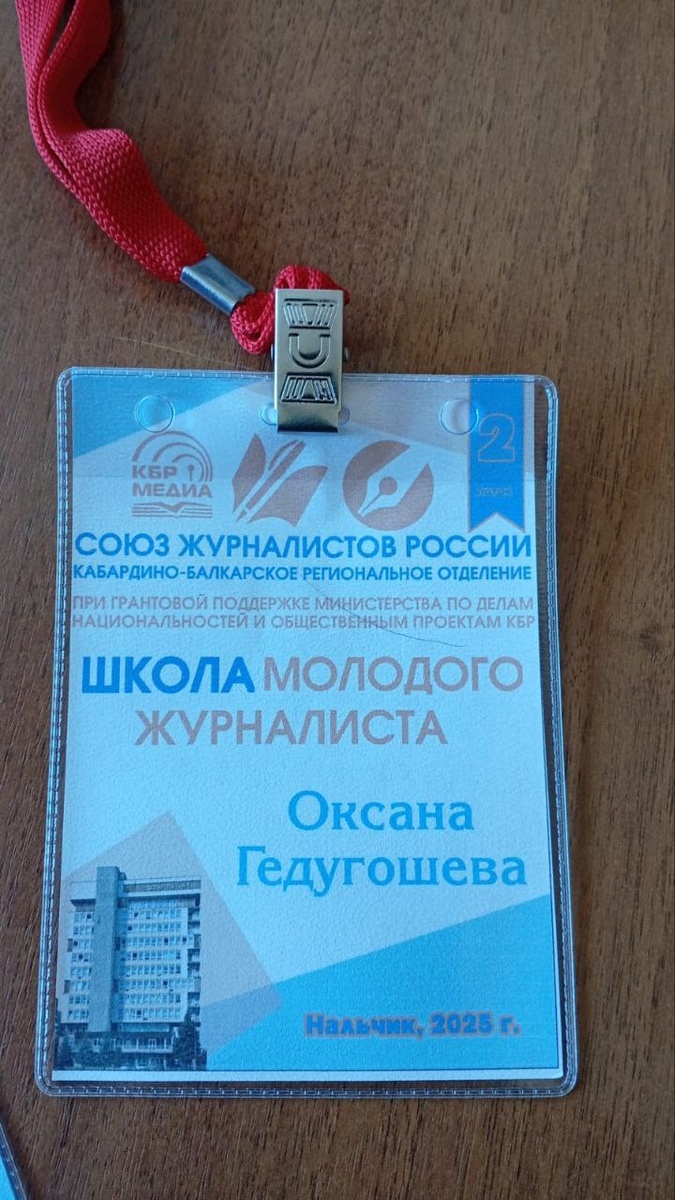 КБР
МЕДИА
2
поток
СОЮЗ ЖУРНАЛИСТОВ РОССИИ
КАБАРДИНО-БАЛКАРСКОЕ РЕГИОНАЛЬНОЕ ОТДЕЛЕНИЕ
ПРИ ГРАНТОВОЙ ПОДДЕРЖКЕ МИНИСТЕРСТВА ПО ДЕЛАМ
НАЦИОНАЛЬНОСТЕЙ И ОБЩЕСТВЕННЫМ ПРОЕКТАМ КБР
ШКОЛА МОЛОДОГО
ЖУРНАЛИСТА
Оксана
Гедугошева
Нальчик, 2025 г.